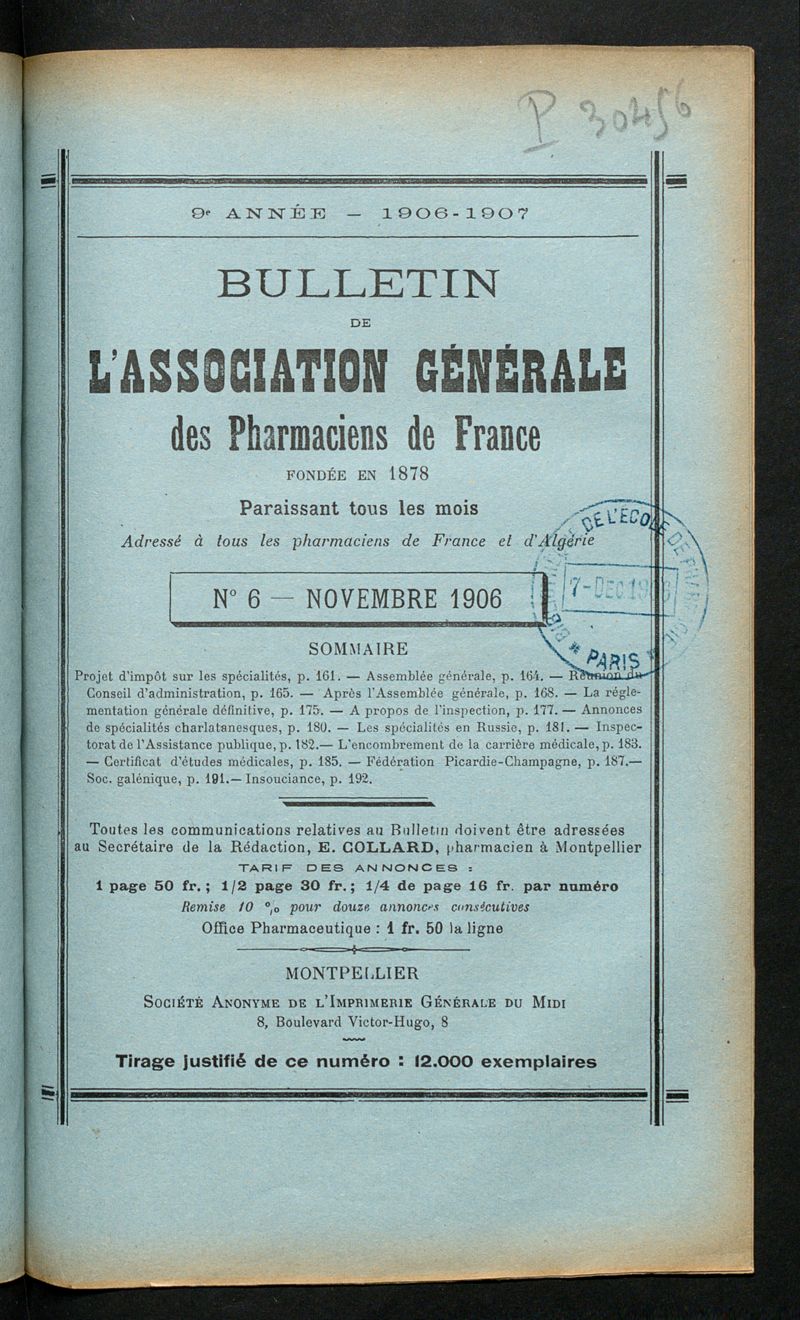 P 30456
9e ANNÉE — 1906-1907
BULLETIN
DE
L'ASSOCIATION GÉNÉRALE
des Pharmaciens de France
FONDÉE EN 1878
Paraissant tous les mois
Adressé à tous les pharmaciens de France et d'Algérie
N° 6 — NOVEMBRE 1906
DE L'ÉCOLE DE PHARMACIE
7-DEC 1906
* PARIS *
SOMMAIRE
Projet d'impôt sur les spécialités, p. 161. — Assemblée générale, p. 164. — Réunion du
Conseil d'administration, p. 165. — Après l'Assemblée générale, p. 168. — La régle-
mentation générale définitive, p. 175. — A propos de l'inspection, p. 177. — Annonces
de spécialités charlatanesques, p. 180. — Les spécialités en Russie, p. 181. — Inspec-
torat de l'Assistance publique, p. 182.— L'encombrement de la carrière médicale, p. 183.
— Certificat d'études médicales, p. 185. — Fédération Picardie-Champagne, p. 187.—
Soc. galénique, p. 191.— Insouciance, p. 192.
Toutes les communications relatives au Bulletin doivent être adressées
au Secrétaire de la Rédaction, E. COLLARD, pharmacien à Montpellier
TARIF DES ANNONCES :
1 page 50 fr. ; 1/2 page 30 fr. ; 1/4 de page 16 fr. par numéro
Remise 10 % pour douze annonces consécutives
Office Pharmaceutique : 1 fr. 50 la ligne
MONTPELLIER
SOCIÉTÉ ANONYME DE L'IMPRIMERIE GÉNÉRALE DU MIDI
8, Boulevard Victor-Hugo, 8
Tirage justifié de ce numéro : 12.000 exemplaires